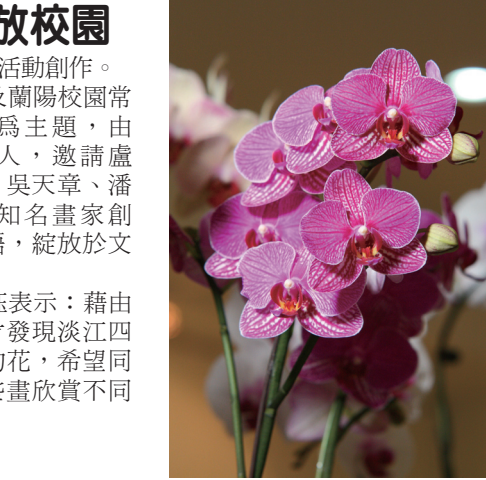 放校園
活動創作。
及蘭陽校園常
為主題，由
人，邀請盧
、吳天章、潘
知名畫家創
語，綻放於文
表示：藉由
發現淡江四
的花，希望同
畫欣賞不同